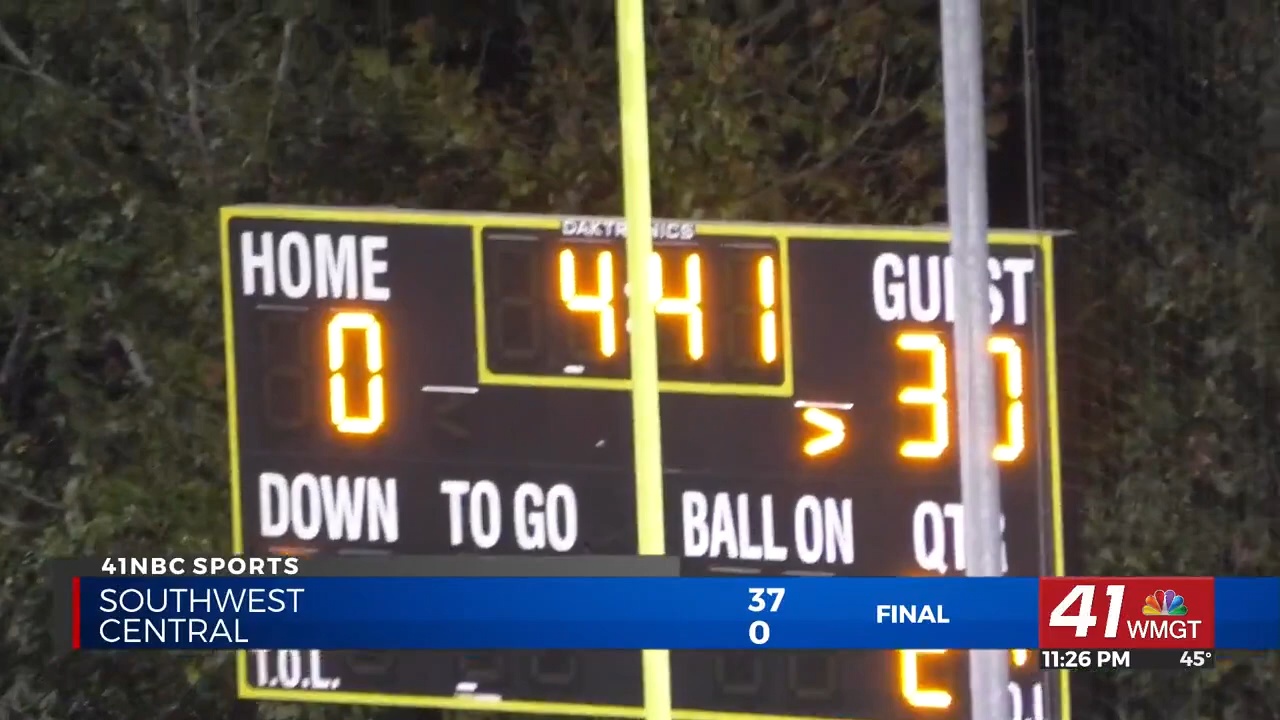 DAKTRONICS
HOME
4:41
GUEST
0
>
DOWN
TO GO
BALL ON
41NBC SPORTS
SOUTHWEST
37
FINAL
CENTRAL
0
41
WMGT
T.O.L.
11:26 PM
45°